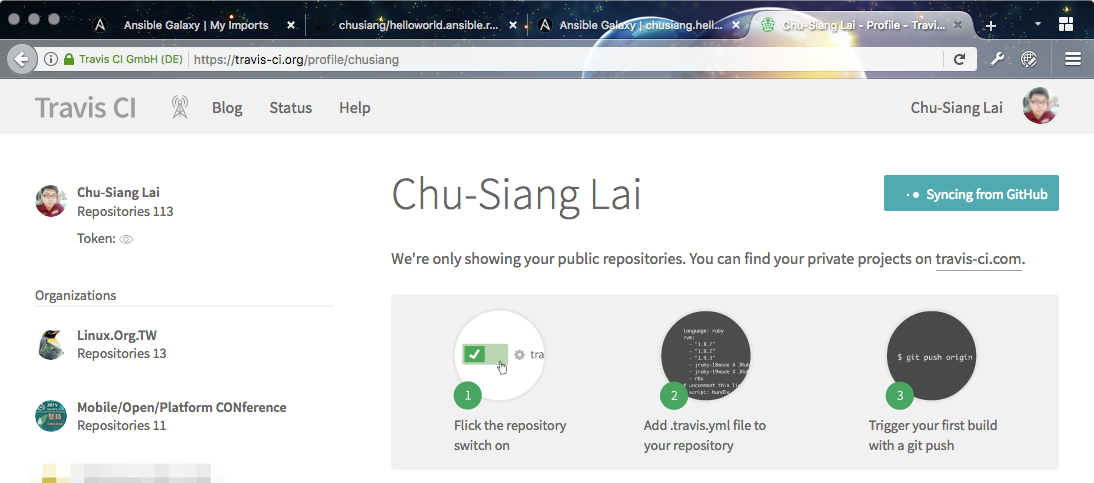 Ansible Galaxy | My Imports
chusiang/helloworld.ansible.r...
Ansible Galaxy | chusiang.hell...
Chu-Siang Lai - Profile - Travi...
Travis CI GmbH (DE)
https://travis-ci.org/profile/chusiang
Travis CI
Blog
Status
Help
Chu-Siang Lai
Chu-Siang Lai
Repositories 113
Token:
Organizations
Linux.Org.TW
Repositories 13
Mobile/Open/Platform CONference
Repositories 11
Chu-Siang Lai
Syncing from GitHub
We're only showing your public repositories. You can find your private projects on travis-ci.com.
tra
1
Flick the repository
switch on
language: ruby
rvm:
- "1.8.7"
- "1.9.2"
- "1.9.3"
- jruby-18mode # JRub
- jruby-19mode # JR
- rbx
# uncomment this li
script: bundle
2
Add .travis.yml file to
your repository
$ git push origin
3
Trigger your first build
with a git push